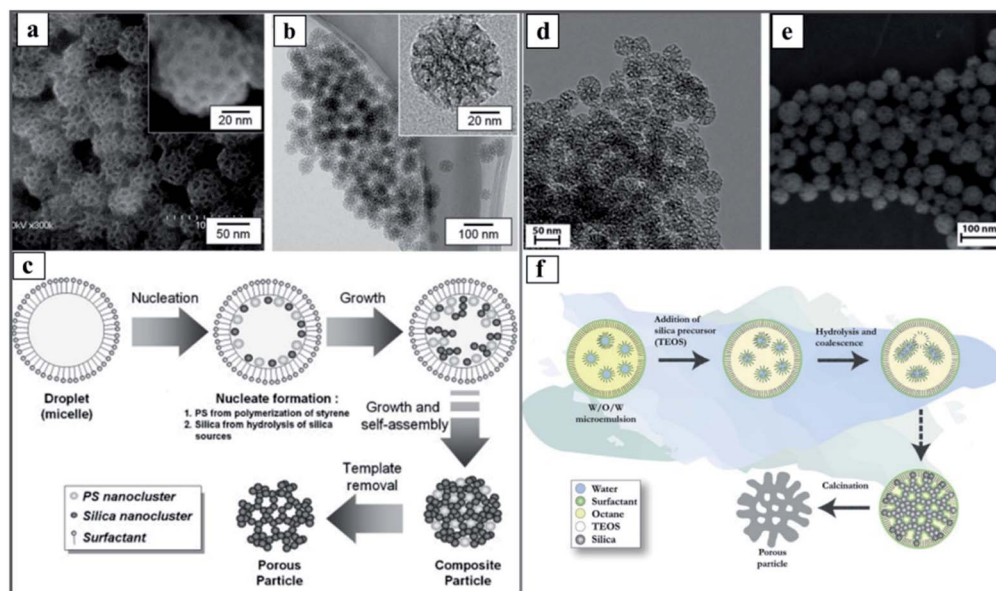 a
20 nm
0kV x300k
10
50 nm
b
20 nm
100 nm
d
50 nm
e
100 nm
c
Nucleation
Growth
Droplet
(micelle)
Nucleate formation :
1. PS from polymerization of styrene
2. Silica from hydrolysis of silica
sources
Growth and
self-assembly
Template
removal
PS nanocluster
Silica nanocluster
Surfactant
Porous
Particle
Composite
Particle
f
Addition of
silica precursor
(TEOS)
Hydrolysis and
coalescence
W/O/W
microemulsion
Calcination
Water
Surfactant
Octane
TEOS
Silica
Porous
particle